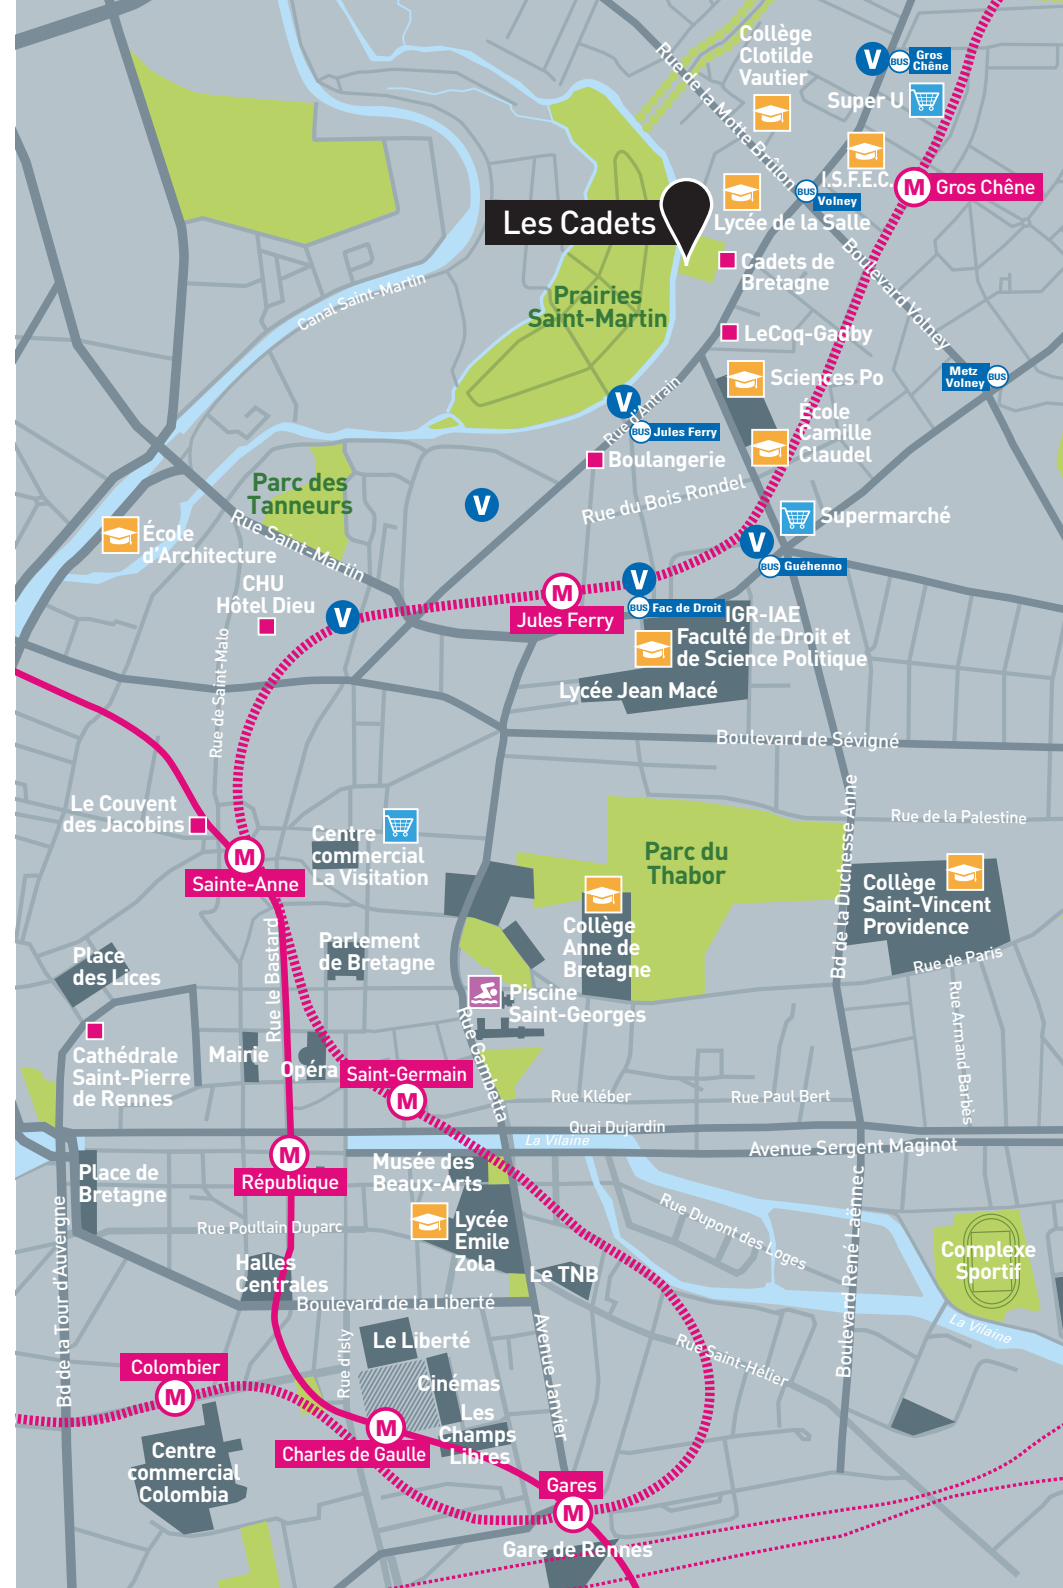 Collège
Clotilde
Vautier
V
BUS
Gros
Chêne
Super U
Rue de la Motte Brûlon
I.S.F.E.C.
M
Gros Chêne
BUS
Volney
Lycée de la Salle
Les Cadets
Cadets de
Bretagne
Boulevard Volney
Canal Saint-Martin
Prairies
Saint-Martin
LeCoq-Gadby
Metz
Volney
BUS
Sciences Po
V
Rue d'Antrain
BUS
Jules Ferry
École
Camille
Claudel
Boulangerie
Parc des
Tanneurs
V
Rue du Bois Rondel
Supermarché
École
d'Architecture
Rue Saint-Martin
V
BUS
Guéhenno
CHU
Hôtel Dieu
V
M
Jules Ferry
V
BUS
Fac de Droit
IGR-IAE
Faculté de Droit et
de Science Politique
Lycée Jean Macé
Rue de Saint-Malo
Boulevard de Sévigné
Le Couvent
des Jacobins
Centre
commercial
La Visitation
Rue de la Palestine
Bd de la Duchesse Anne
M
Sainte-Anne
Parc du
Thabor
Collège
Saint-Vincent
Providence
Collège
Anne de
Bretagne
Rue le Bastard
Parlement
de Bretagne
Place
des Lices
Rue de Paris
Piscine
Saint-Georges
Rue Armand Barbès
Rue Gambetta
Cathédrale
Saint-Pierre
de Rennes
Mairie
Opéra
Saint-Germain
M
Rue Kléber
Rue Paul Bert
Quai Dujardin
La Vilaine
Avenue Sergent Maginot
M
République
Place de
Bretagne
Musée des
Beaux-Arts
Rue Poullain Duparc
Lycée
Emile
Zola
Rue Dupont des Loges
Boulevard René Laënnec
Complexe
Sportif
La Vilaine
Bd de la Tour d'Auvergne
Halles
Centrales
Le TNB
Boulevard de la Liberté
Avenue Janvier
Rue Saint-Hélier
Rue d'Isly
Le Liberté
Colombier
M
Cinémas
Les
Champs
Libres
M
Charles de Gaulle
Centre
commercial
Colombia
Gares
M
Gare de Rennes